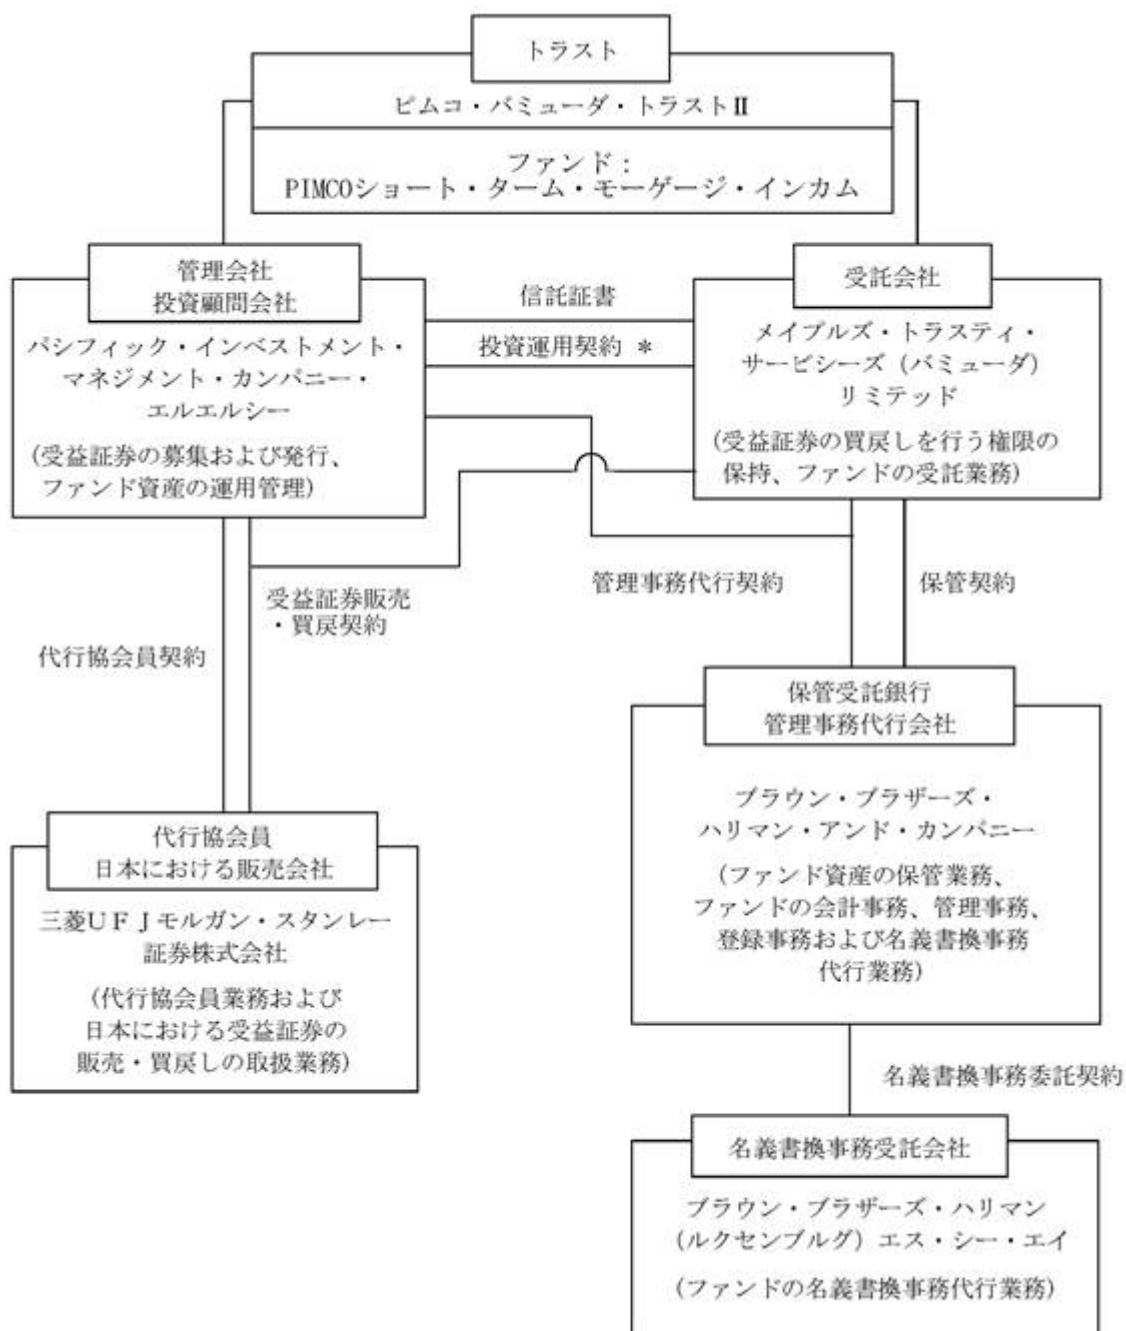 トラスト
ピムコ・バミューダ・トラストⅡ
ファンド：
PIMCOショート・ターム・モーゲージ・インカム
管理会社
投資顧問会社
パシフィック・インベストメント・
マネジメント・カンパニー・
エルエルシー
(受益証券の募集および発行、
ファンド資産の運用管理)
信託証書
投資運用契約 *
受託会社
メイプルズ・トラスティ・
サービシーズ (バミューダ)
リミテッド
(受益証券の買戻しを行う権限の
保持、ファンドの受託業務)
受益証券販売
・買戻契約
管理事務代行契約
保管契約
代行協会員契約
保管受託銀行
管理事務代行会社
ブラウン・ブラザーズ・
ハリマン・アンド・カンパニー
(ファンド資産の保管業務、
ファンドの会計事務、管理事務、
登録事務および名義書換事務
代行業務)
代行協会員
日本における販売会社
三菱ＵＦＪモルガン・スタンレー
証券株式会社
(代行協会員業務および
日本における受益証券の
販売・買戻しの取扱業務)
名義書換事務委託契約
名義書換事務受託会社
ブラウン・ブラザーズ・ハリマン
(ルクセンブルグ) エス・シー・エイ
(ファンドの名義書換事務代行業務)